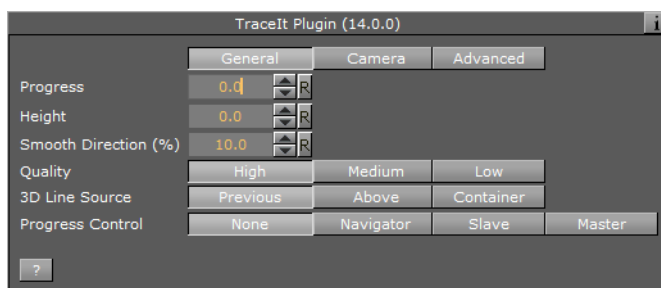 TraceIt Plugin (14.0.0) i
General Camera Advanced
Progress 0.0 R
Height 0.0 R
Smooth Direction (%) 10.0 R
Quality High Medium Low
3D Line Source Previous Above Container
Progress Control None Navigator Slave Master
?